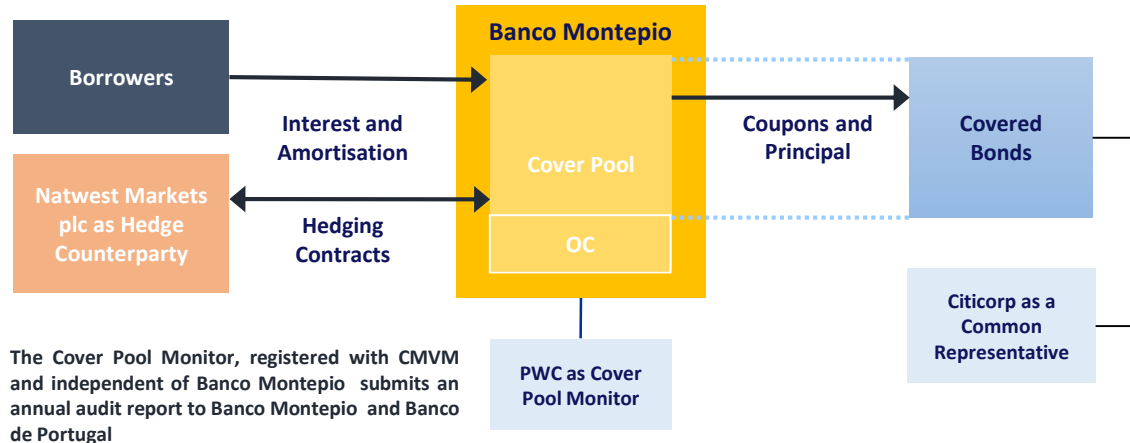 Banco Montepio
Borrowers
Interest and
Amortisation
Cover Pool
Coupons and
Principal
Covered
Bonds
Natwest Markets
plc as Hedge
Counterparty
Hedging
Contracts
OC
Citicorp as a
Common
Representative
PWC as Cover
Pool Monitor
The Cover Pool Monitor, registered with CMVM
and independent of Banco Montepio submits an
annual audit report to Banco Montepio and Banco
de Portugal